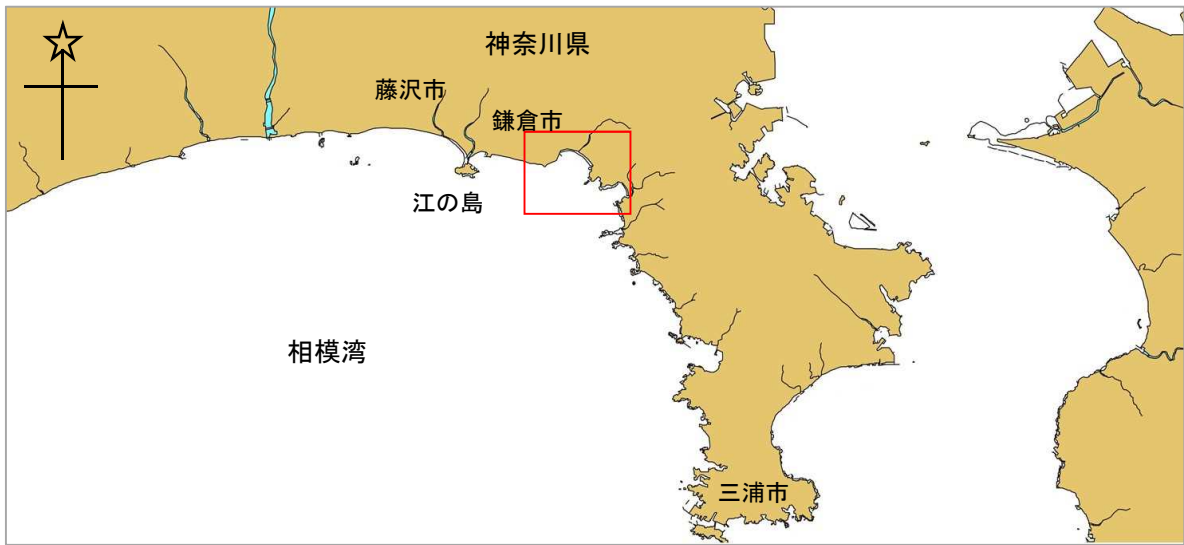 神奈川県
藤沢市
鎌倉市
江の島
相模湾
三浦市